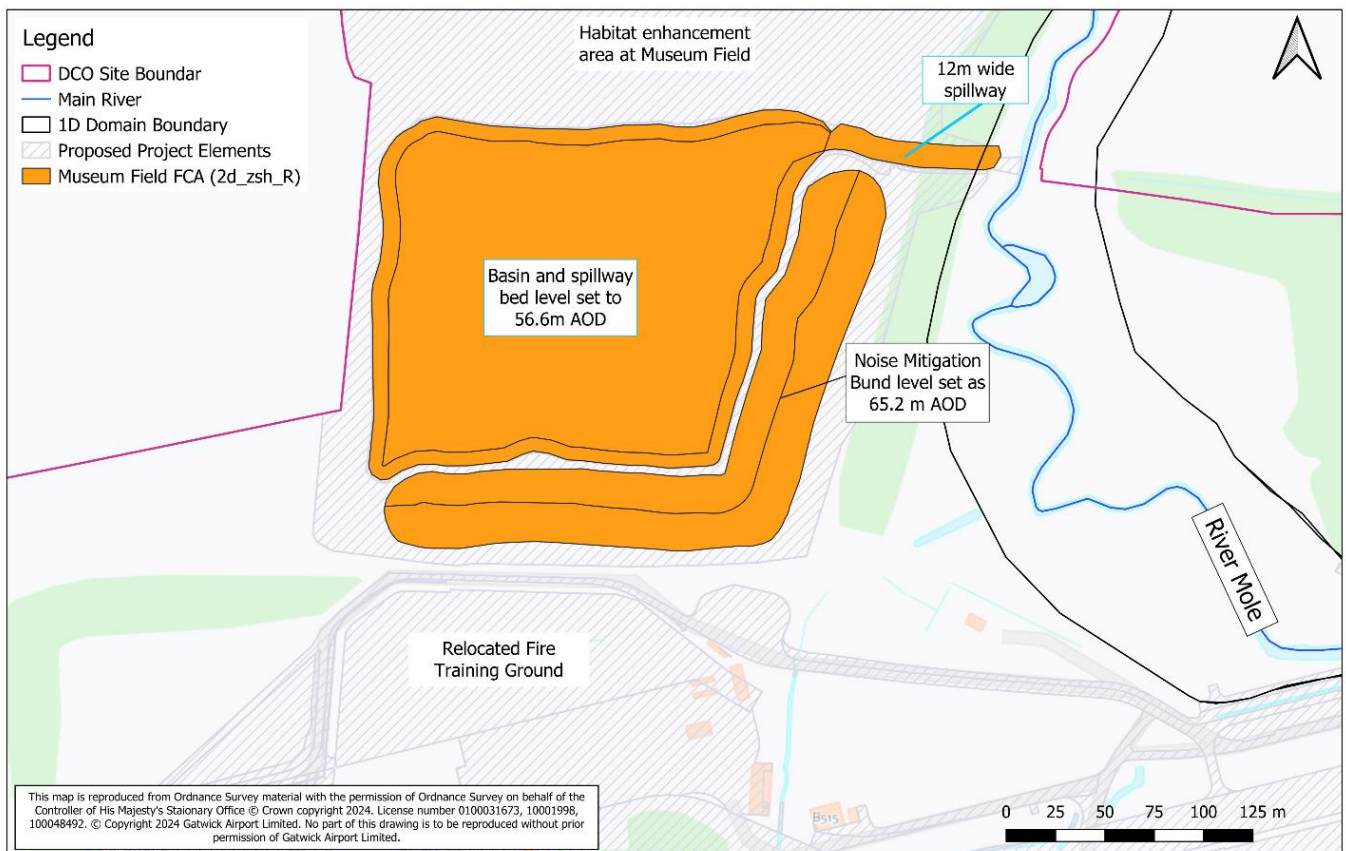 Legend
DCO Site Boundar
Main River
1D Domain Boundary
Proposed Project Elements
Museum Field FCA (2d_zsh_R)
Habitat enhancement
area at Museum Field
12m wide
spillway
Basin and spillway
bed level set to
56.6m AOD
Noise Mitigation
Bund level set as
65.2 m AOD
River Mole
Relocated Fire
Training Ground
B515
This map is reproduced from Ordnance Survey material with the permission of Ordnance Survey on behalf of the
Controller of His Majesty's Staionary Office © Crown copyright 2024. License number 0100031673, 10001998,
100048492. © Copyright 2024 Gatwick Airport Limited. No part of this drawing is to be reproduced without prior
permission of Gatwick Airport Limited.
0 25 50 75 100 125 m